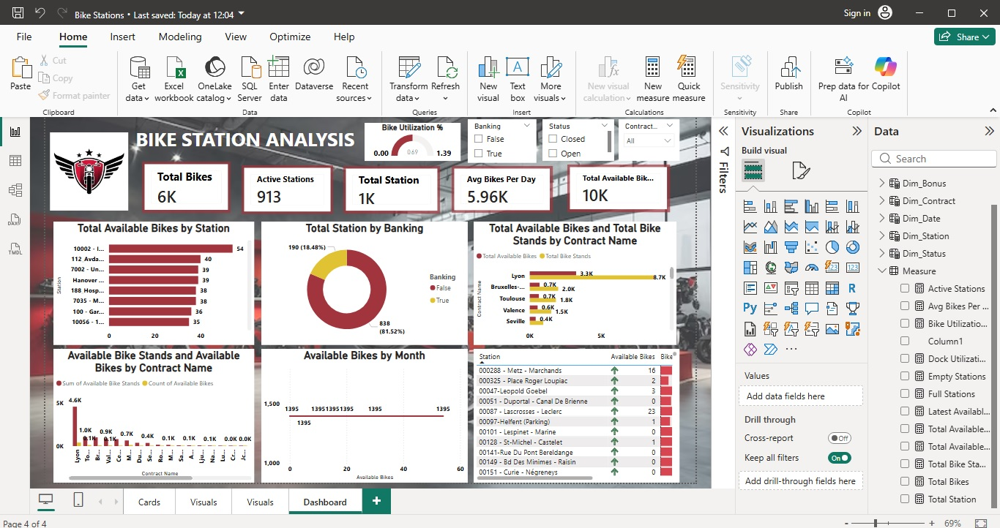 Bike Stations • Last saved: Today at 12:04
Sign in
File Home Insert Modeling View Optimize Help
Share
Paste
Cut
Copy
Format painter
Clipboard
Get data
Excel workbook
OneLake catalog
SQL Server
Enter data
Dataverse
Recent sources
Data
Transform data
Refresh
Queries
New visual
Text box
More visuals
Insert
New visual calculation
New measure
Quick measure
Calculations
Sensitivity
Sensitivity
Publish
Share
Prep data for AI
Copilot
Copilot
BIKE STATION ANALYSIS
Bike Utilization %
0.00 069 1.39
Banking
False
True
Status
Closed
Open
Contract...
All
Total Bikes
6K
Active Stations
913
Total Station
1K
Avg Bikes Per Day
5.96K
Total Available Bik...
10K
Total Available Bikes by Station
Station
10002 - I... 54
112 Avda... 40
7002 - Un... 39
Hanover ... 39
188 Hosp... 38
7035 - M... 38
100 - Gar... 36
10056 - 1... 35
0 20 40
Total Station by Banking
190 (18.48%)
838
(81.52%)
Banking
False
True
Total Available Bikes and Total Bike
Stands by Contract Name
Total Available Bikes Total Bike Stands
Contract Name
Lyon 3.3K 8.7K
Bruxelles-... 0.7K 2.0K
Toulouse 0.7K 1.8K
Valence 0.6K 1.5K
Seville 0.4K
0K 5K
Available Bike Stands and Available
Bikes by Contract Name
Sum of Available Bike Stands Count of Available Bikes
5K
0K
4.6K 1.0K 0.1K 0.9K 0.1K 0.7K 0.4K 0.1K 0.1K 0.1K 0.0K 0.0K
Lyon To... Br... Val... Ce... M... Du... Se... Ro... M... Sa... A... Lju... Na... Lu... Cr... Jc...
Contract Name
Available Bikes by Month
1,500
1,000
1395 1395 1395 1395 1395 1395
1395
0 20 40 60
Available Bikes
Station Available Bikes Bike
000288 - Metz - Marchands 16
000325 - Place Roger Loupiac 2
00047-Leopold Goebel 3
00051 - Duportal - Canal De Brienne 0
00087 - Lascrosses - Leclerc 23
00097-Helfent (Parking) 1
00101 - Lespinet - Marine 0
00128 - St-Michel - Castelet 1
00141-Rue Du Pont Bereldange 0
00149 - Bd Des Minimes - Raisin 0
00151 - Curie - Négreneys 0
Filters
Visualizations
Build visual
Values
Add data fields here
Drill through
Cross-report Off
Keep all filters On
Add drill-through fields here
Data
Search
Dim_Bonus
Dim_Contract
Dim_Date
Dim_Station
Dim_Status
Measure
Active Stations
Avg Bikes Per ...
Bike Utilizatio...
Column1
Dock Utilizati...
Empty Stations
Full Stations
Latest Availabl...
Total Available...
Total Available...
Total Bike Sta...
Total Bikes
Total Station
Cards Visuals Visuals Dashboard
Page 4 of 4
- + 69%